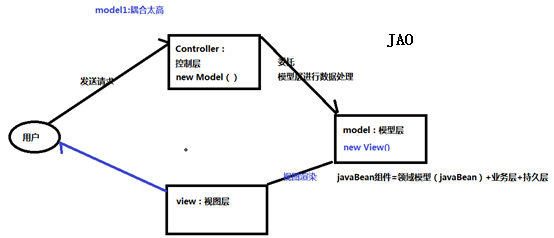 model1:耦合太高
JAO
Controller：
控制层
new Model（）
委托
模型层进行数据处理
发送请求
用户
model：模型层
new View()
视图渲染
javaBean组件=领域模型（javaBean）+业务层+持久层
view：视图层